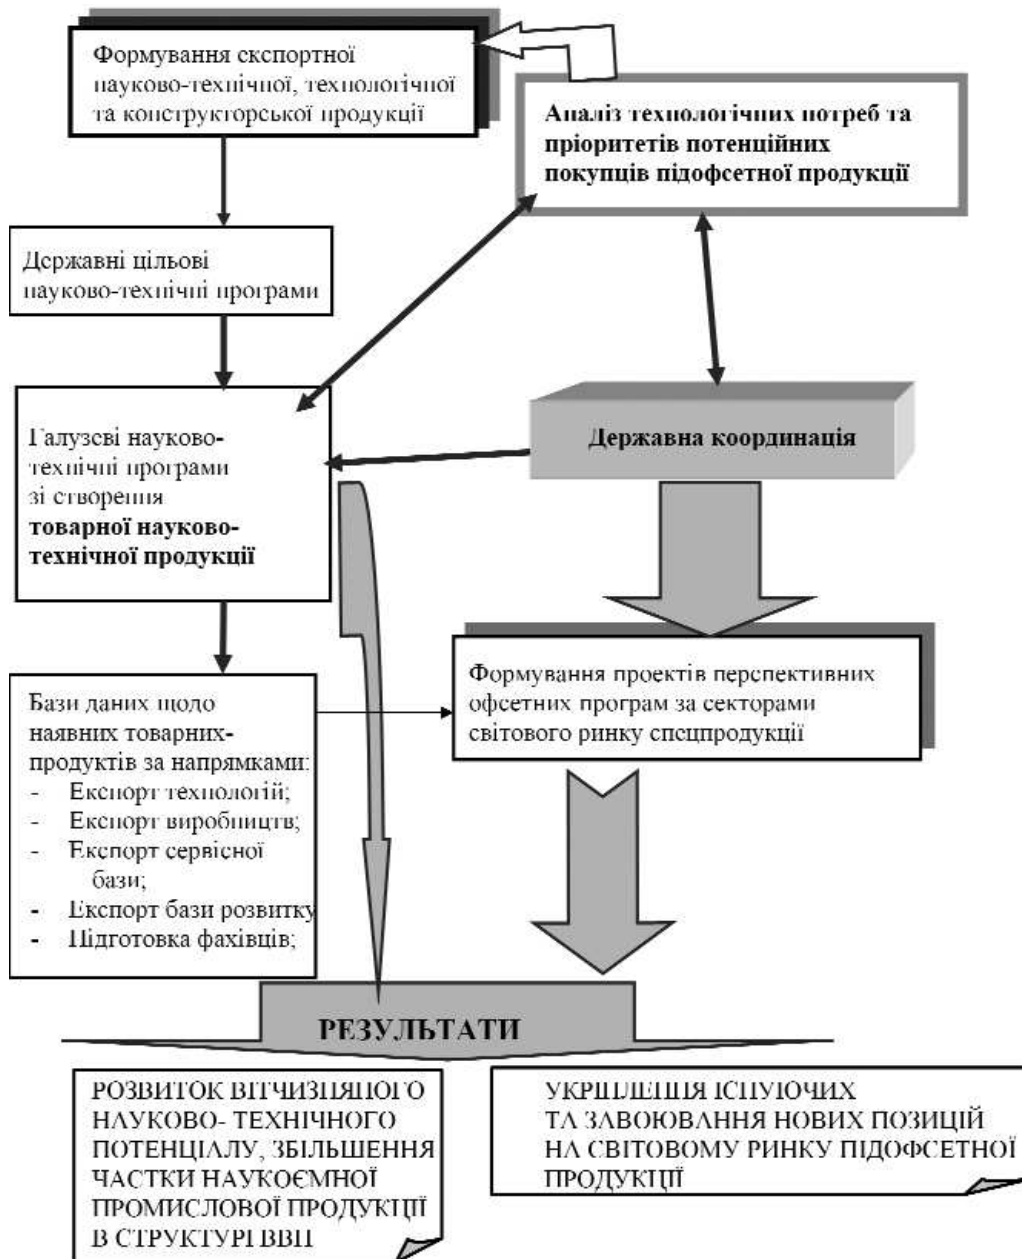 Формування експортної
науково-технічної, технологічної
та конструкторської продукції
Аналіз технологічних потреб та
пріоритетів потенційних
покупців підофсетної продукції
Державні цільові
науково-технічні програми
Галузеві науково-
технічні програми
зі створення
товарної науково-
технічної продукції
Державна координація
Формування проектів перспективних
офсетних програм за секторами
світового ринку спецпродукції
Бази даних щодо
наявних товарних-
продуктів за напрямками:
- Експорт технологій;
- Експорт виробництв;
- Експорт сервісної
бази;
- Експорт бази розвитку
- Підготовка фахівців;
РЕЗУЛЬТАТИ
РОЗВИТОК ВІТЧИЗНЯНОГО
НАУКОВО- ТЕХНІЧНОГО
ПОТЕНЦІАЛУ, ЗБІЛЬШЕННЯ
ЧАСТКИ НАУКОЄМНОЇ
ПРОМИСЛОВОЇ ПРОДУКЦІЇ
В СТРУКТУРІ ВВП
УКРІПЛЕННЯ ІСНУЮЧИХ
ТА ЗАВОЮВАННЯ НОВИХ ПОЗИЦІЙ
НА СВІТОВОМУ РИНКУ ПІДОФСЕТНОЇ
ПРОДУКЦІЇ